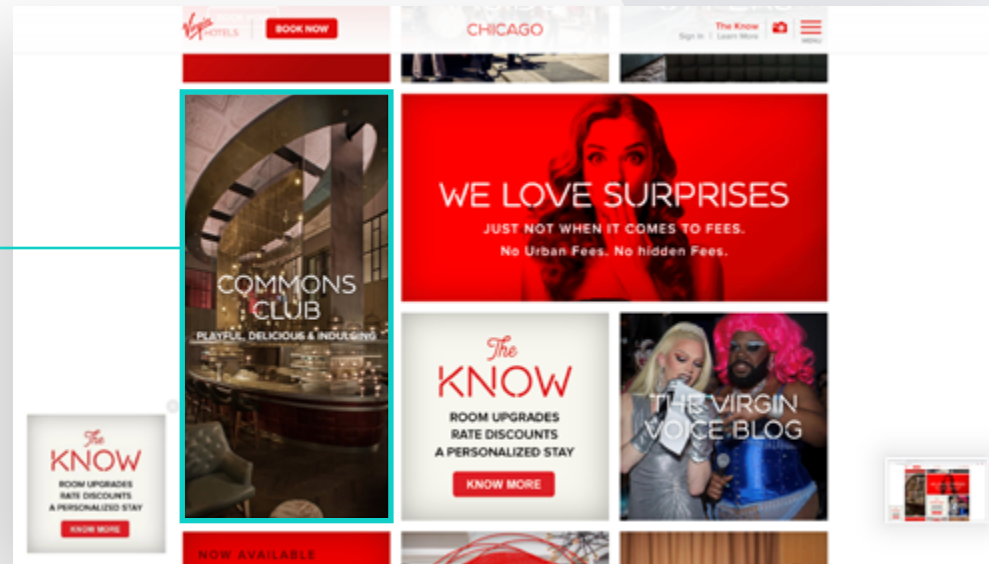 Virgin
HOTELS
BOOK NOW
CHICAGO
The Know
Sign In | Learn More
MENU
COMMONS
CLUB
PLAYFUL, DELICIOUS & INDULGING
WE LOVE SURPRISES
JUST NOT WHEN IT COMES TO FEES.
No Urban Fees. No hidden Fees.
The
KNOW
ROOM UPGRADES
RATE DISCOUNTS
A PERSONALIZED STAY
KNOW MORE
THE VIRGIN
VOICE BLOG
The
KNOW
ROOM UPGRADES
RATE DISCOUNTS
A PERSONALIZED STAY
KNOW MORE
NOW AVAILABLE